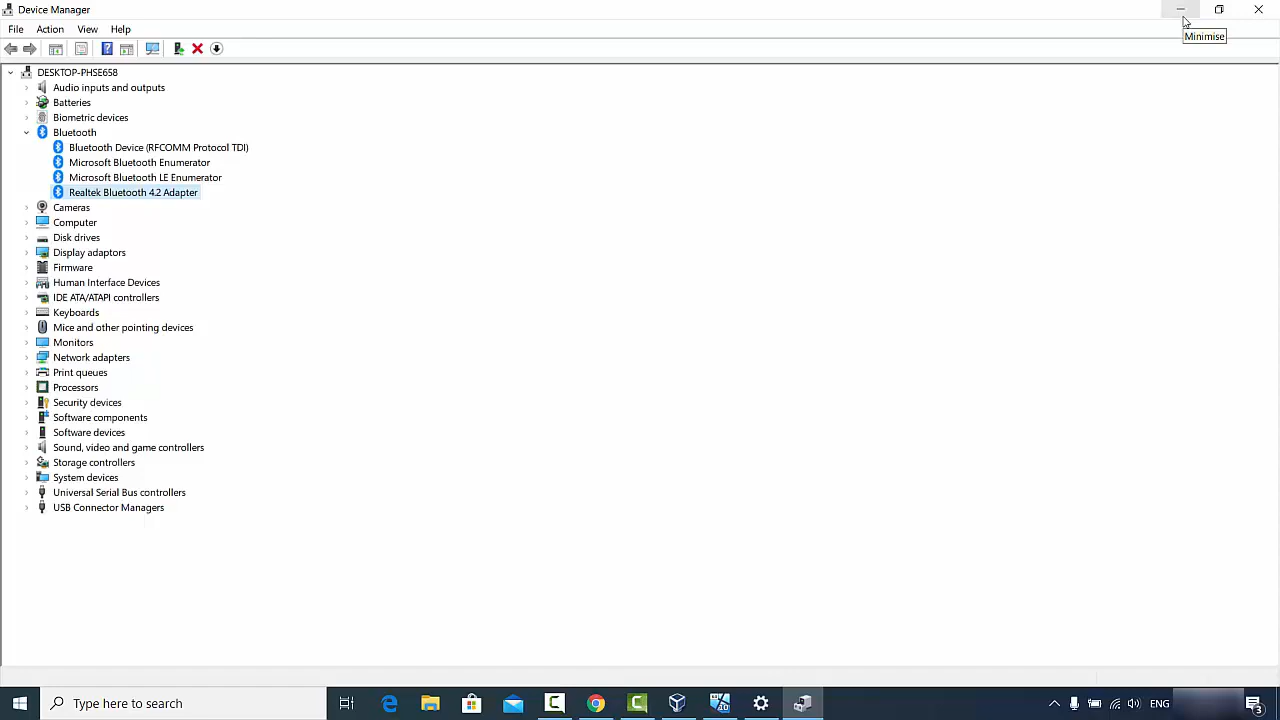 Device Manager
File Action View Help
Minimise
DESKTOP-PHSE658
Audio inputs and outputs
Batteries
Biometric devices
Bluetooth
Bluetooth Device (RFCOMM Protocol TDI)
Microsoft Bluetooth Enumerator
Microsoft Bluetooth LE Enumerator
Realtek Bluetooth 4.2 Adapter
Cameras
Computer
Disk drives
Display adaptors
Firmware
Human Interface Devices
IDE ATA/ATAPI controllers
Keyboards
Mice and other pointing devices
Monitors
Network adapters
Print queues
Processors
Security devices
Software components
Software devices
Sound, video and game controllers
Storage controllers
System devices
Universal Serial Bus controllers
USB Connector Managers
Type here to search
ENG
3